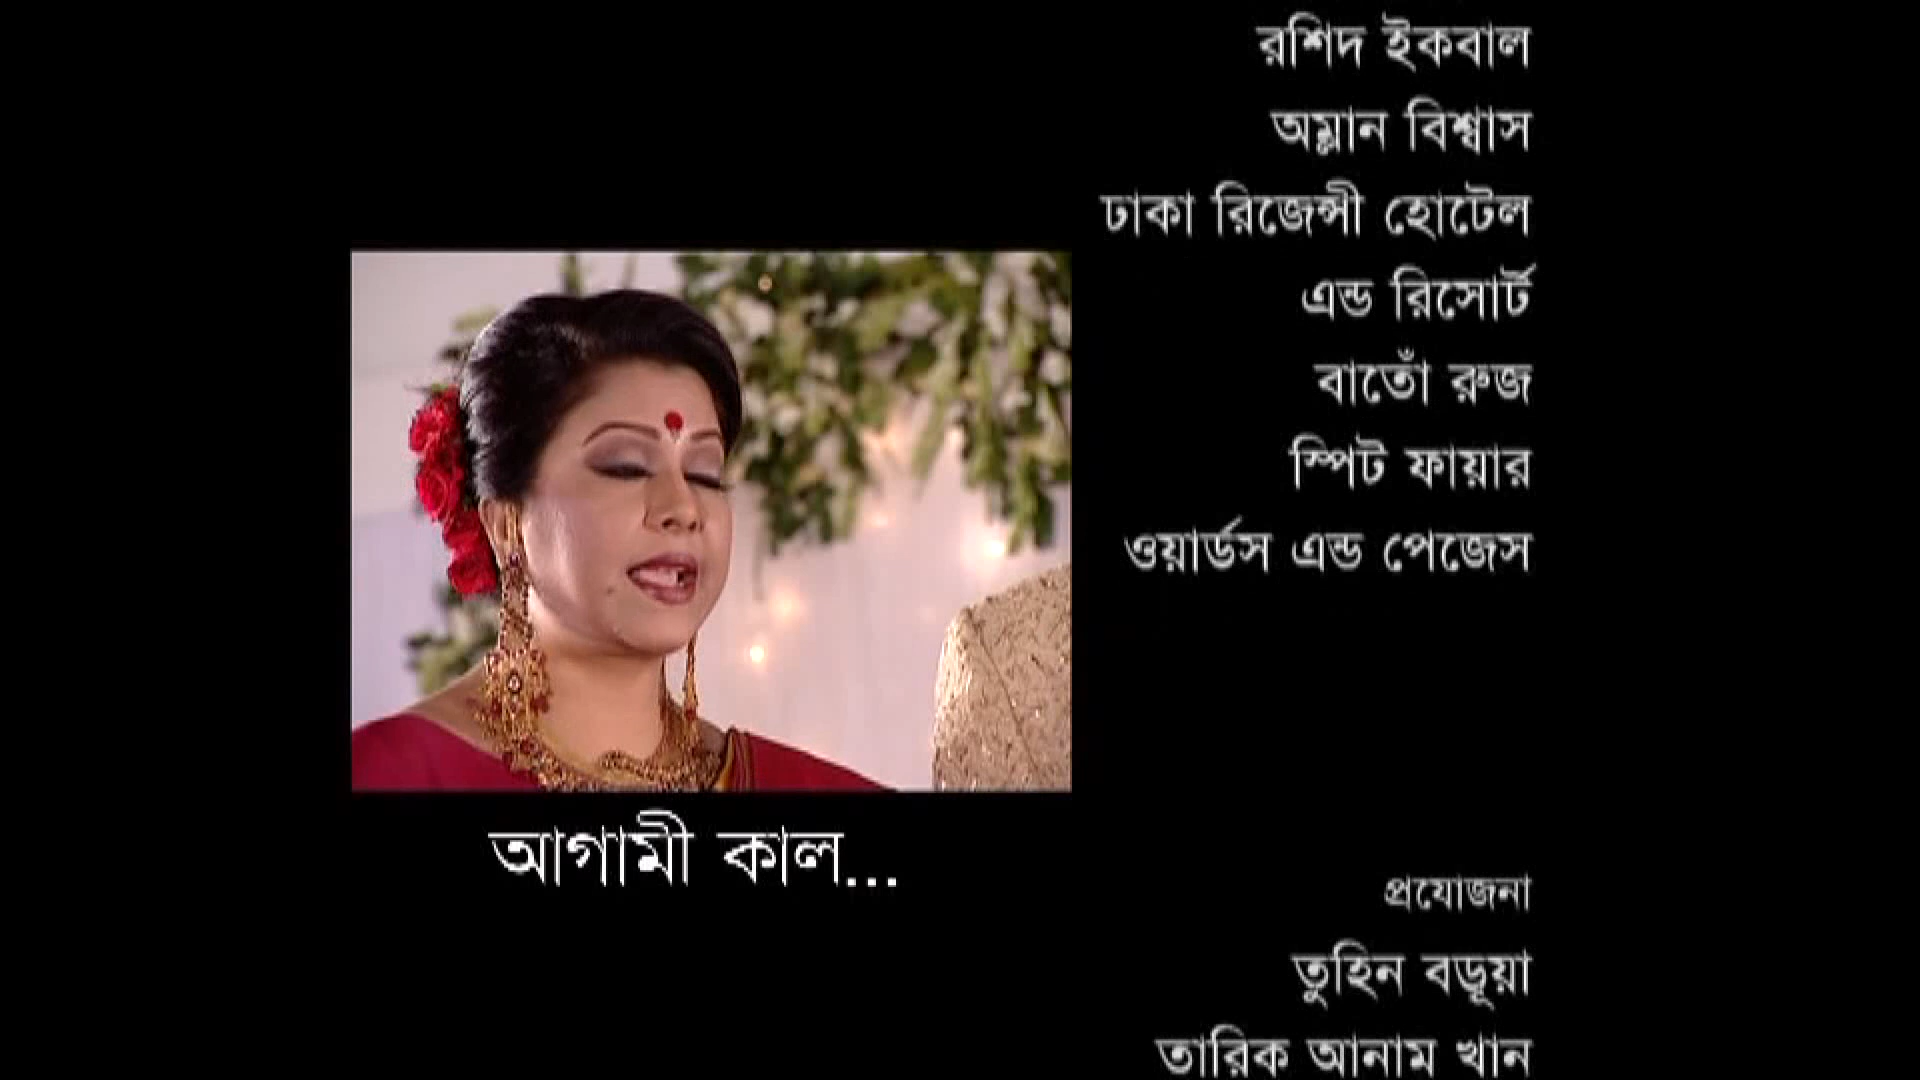 রশিদ ইকবাল
অম্লান বিশ্বাস
ঢাকা রিজেন্সী হোটেল
এন্ড রিসোর্ট
বার্তোঁ রুজ
স্পিট ফায়ার
ওয়ার্ডস এন্ড পেজেস
আগামী কাল...
প্রযোজনা
তুহিন বড়ূয়া
তারিক আনাম খান